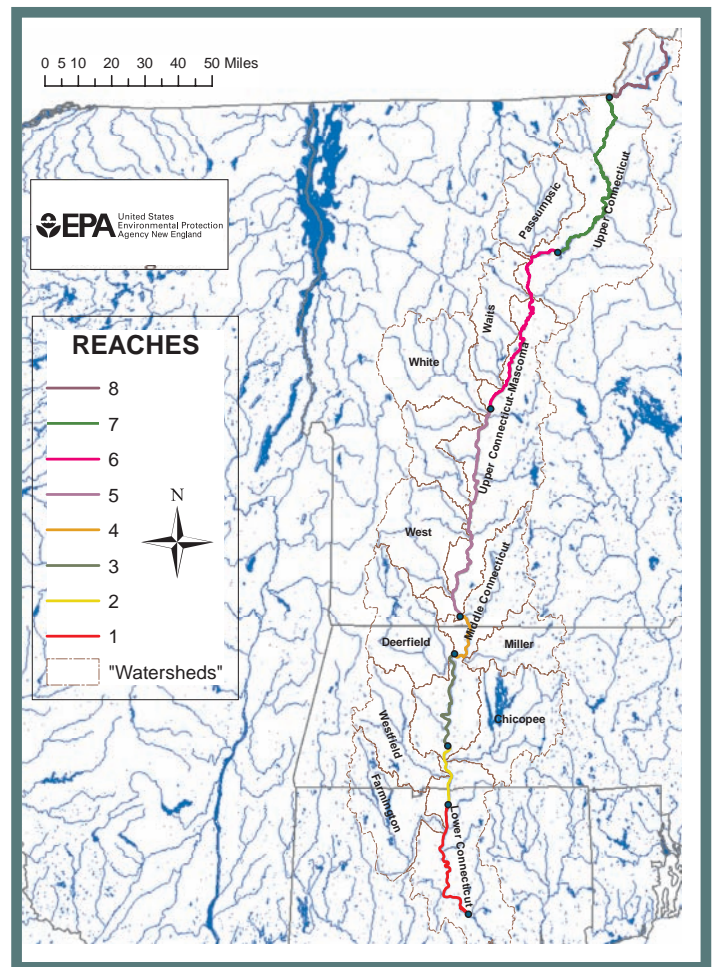 0 5 10 20 30 40 50 Miles
EPA
United States
Environmental Protection
Agency New England
REACHES
8
7
6
5
4
3
2
1
"Watersheds"
N
Passumpsic
Upper Connecticut
Waits
White
Upper Connecticut-Mascoma
West
Middle Connecticut
Deerfield
Miller
Chicopee
Westfield
Farmington
Lower Connecticut